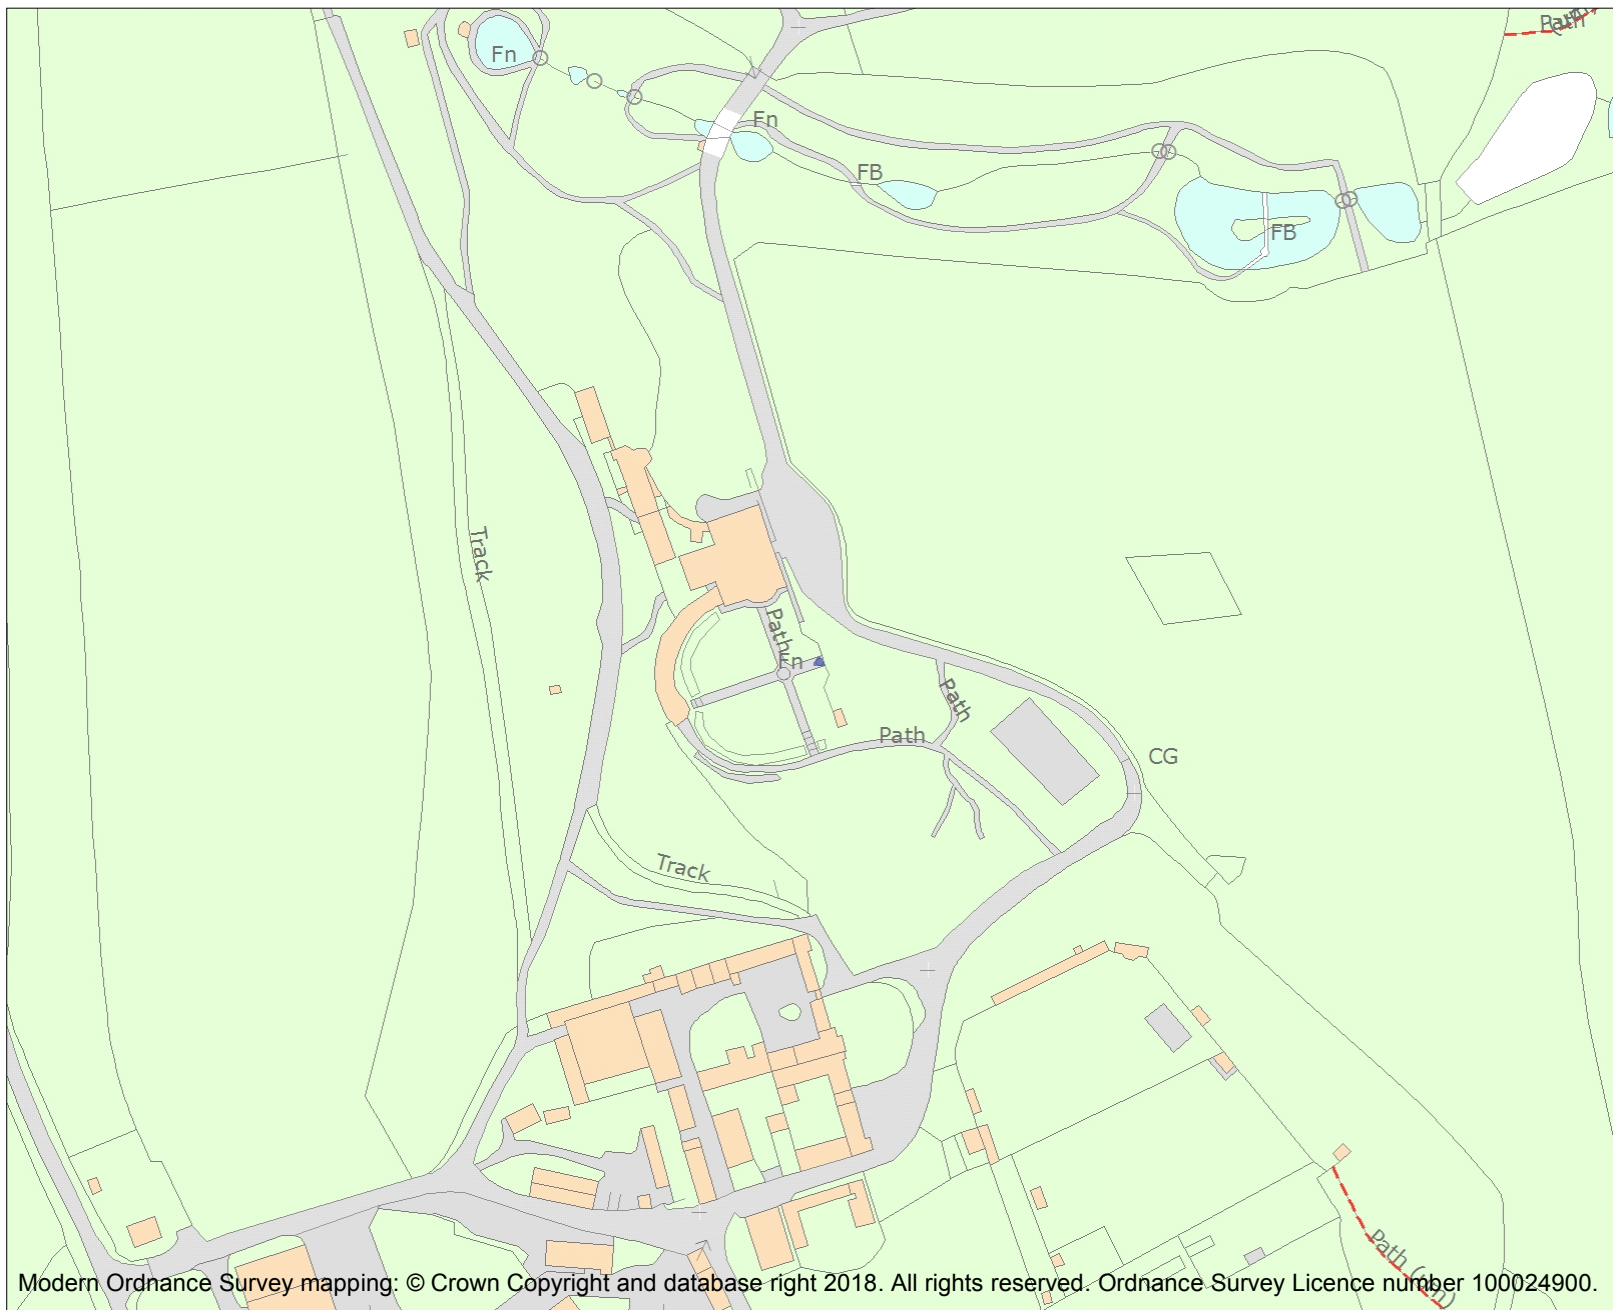 Path
Fn
Fn
FB
FB
Track
Path
Fn
Path
Path
CG
Track
Path (um)
Modern Ordnance Survey mapping: © Crown Copyright and database right 2018. All rights reserved. Ordnance Survey Licence number 100024900.